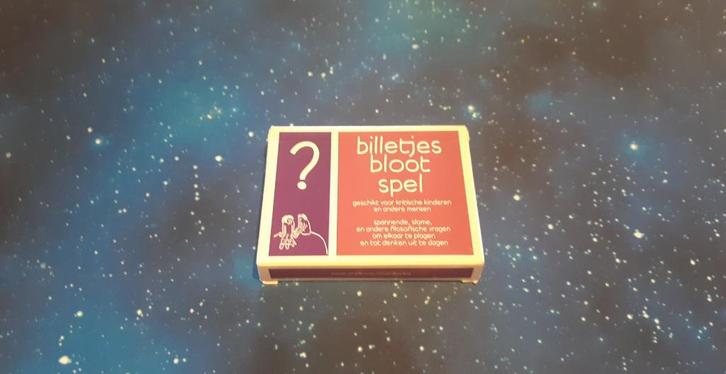 ?
billetjes
bloot
spel
geschikt voor kritische kinderen
en andere mensen
spannende, slome,
en andere filosofische vragen
om elkaar te plagen
en tot denken uit te dagen